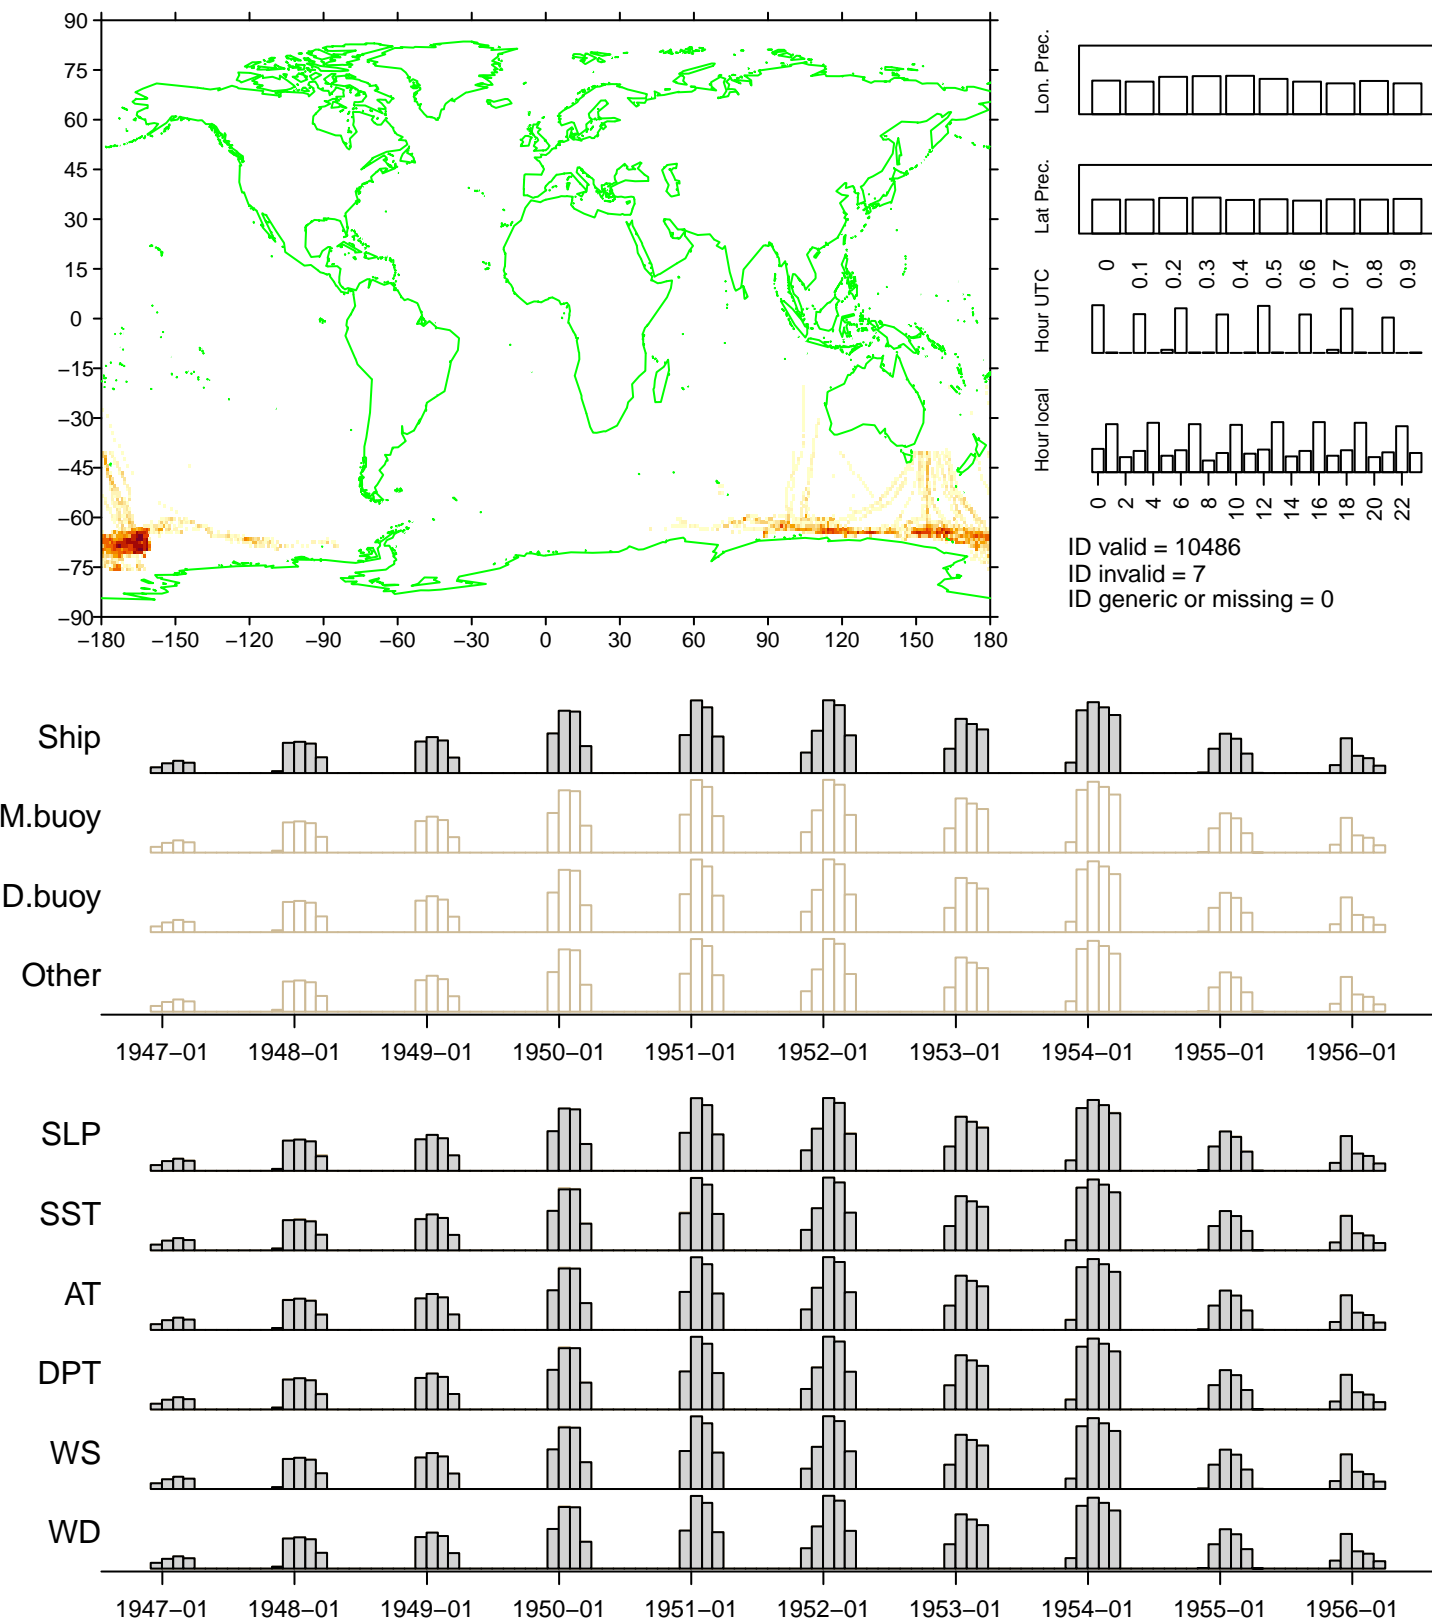 90
75
60
45
30
15
0
−15
−30
−45
−60
−75
−90
−180 −150 −120 −90 −60 −30 0 30 60 90 120 150 180
Lon. Prec.
Lat Prec.
0 0.1 0.2 0.3 0.4 0.5 0.6 0.7 0.8 0.9
Hour UTC
Hour local
0 2 4 6 8 10 12 14 16 18 20 22
ID valid = 10486
ID invalid = 7
ID generic or missing = 0
Ship
M.buoy
D.buoy
Other
1947−01 1948−01 1949−01 1950−01 1951−01 1952−01 1953−01 1954−01 1955−01 1956−01
SLP
SST
AT
DPT
WS
WD
1947−01 1948−01 1949−01 1950−01 1951−01 1952−01 1953−01 1954−01 1955−01 1956−01